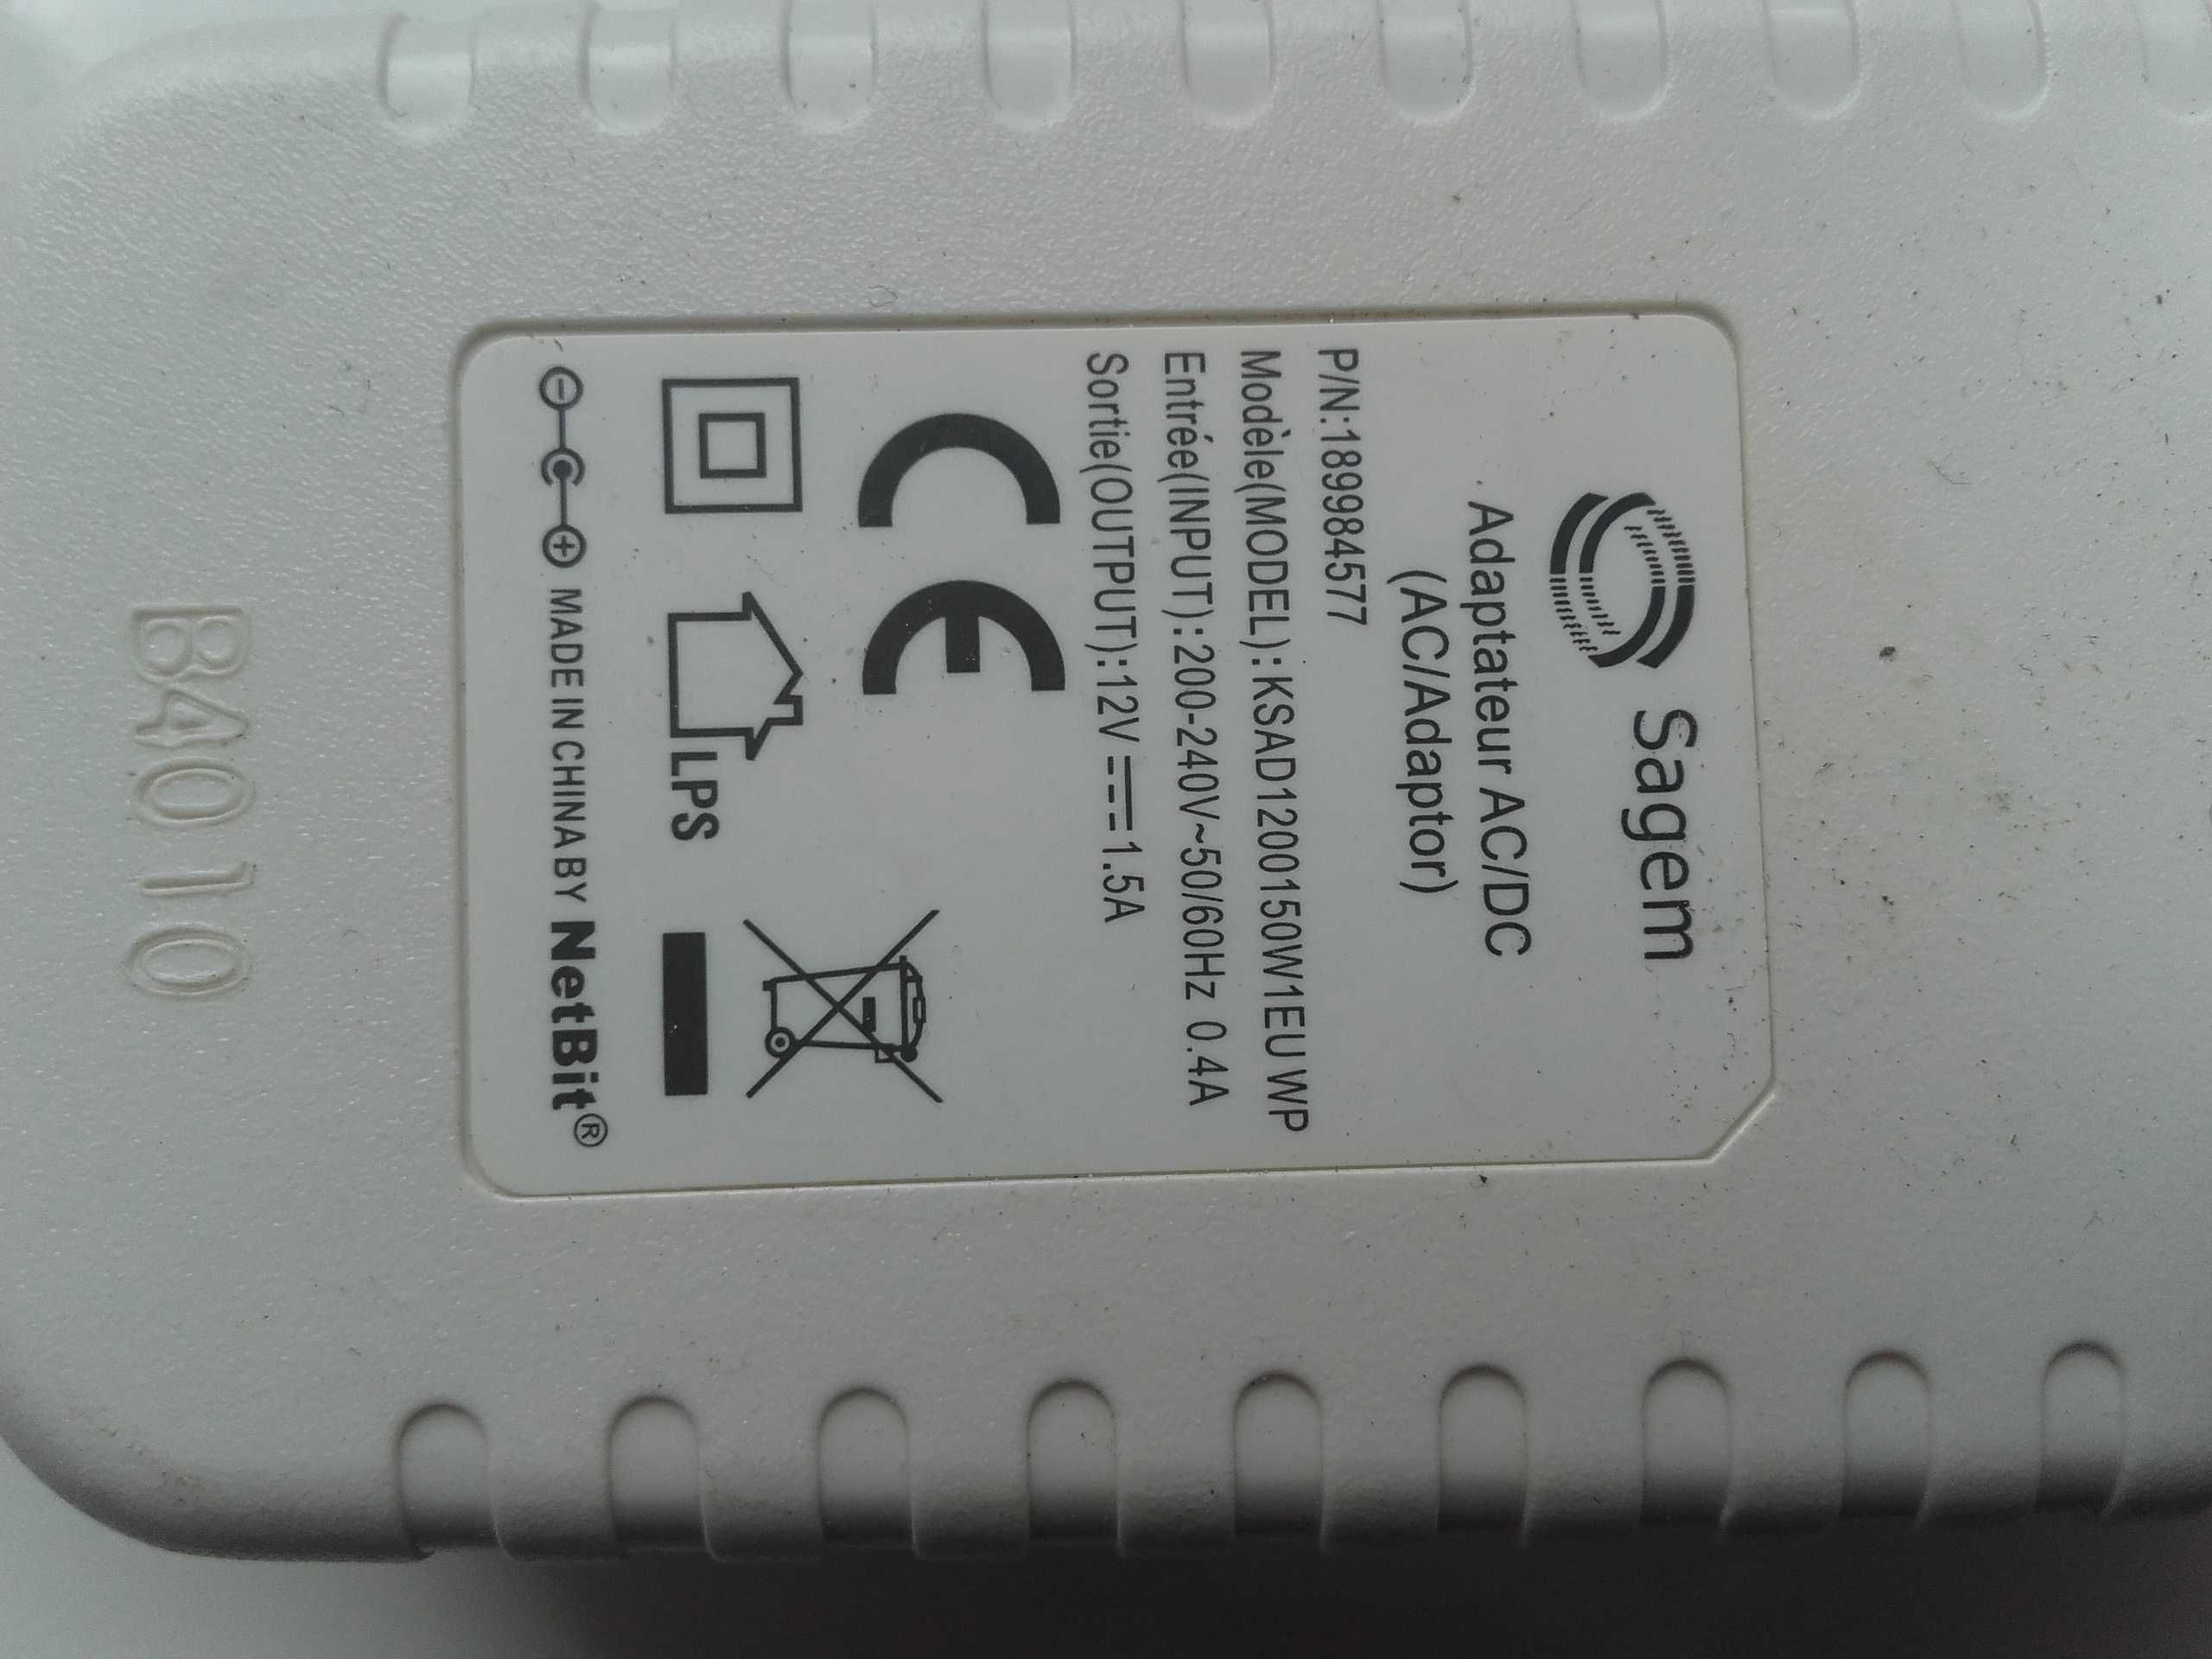 Sagem
Adaptateur AC/DC
(AC/Adaptor)
P/N:189984577
Modèle(MODEL):KSAD1200150W1EU WP
Entrée(INPUT):200-240V~50/60Hz 0.4A
Sortie(OUTPUT):12V⎓1.5A
CE
LPS
MADE IN CHINA BY NetBit®
B40 10